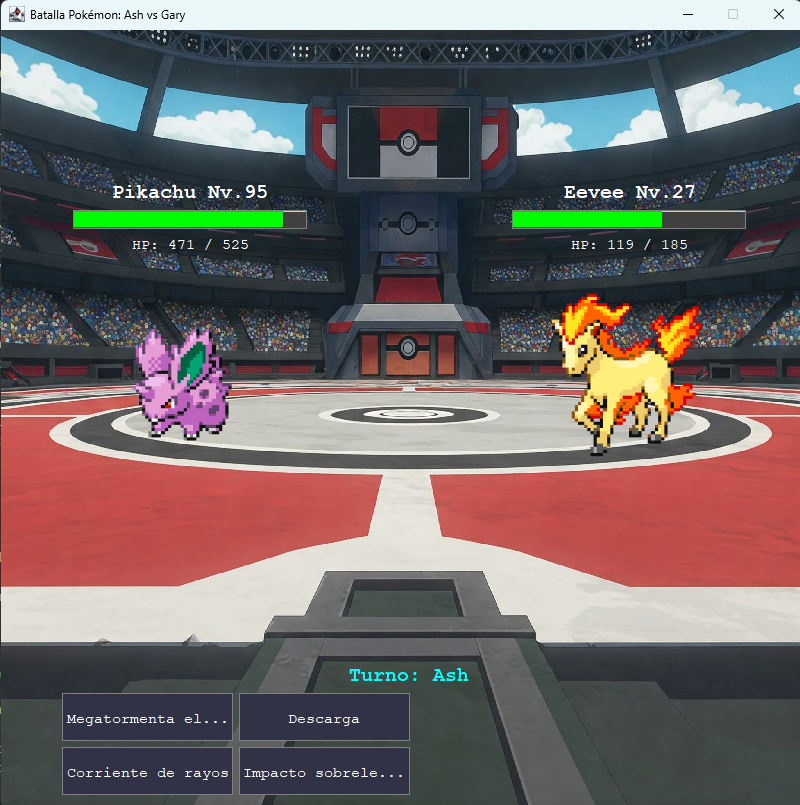 Batalla Pokémon: Ash vs Gary
Pikachu Nv.95
Eevee Nv.27
HP: 471 / 525
HP: 119 / 185
Turno: Ash
Megatormenta el...
Descarga
Corriente de rayos
Impacto sobrele...